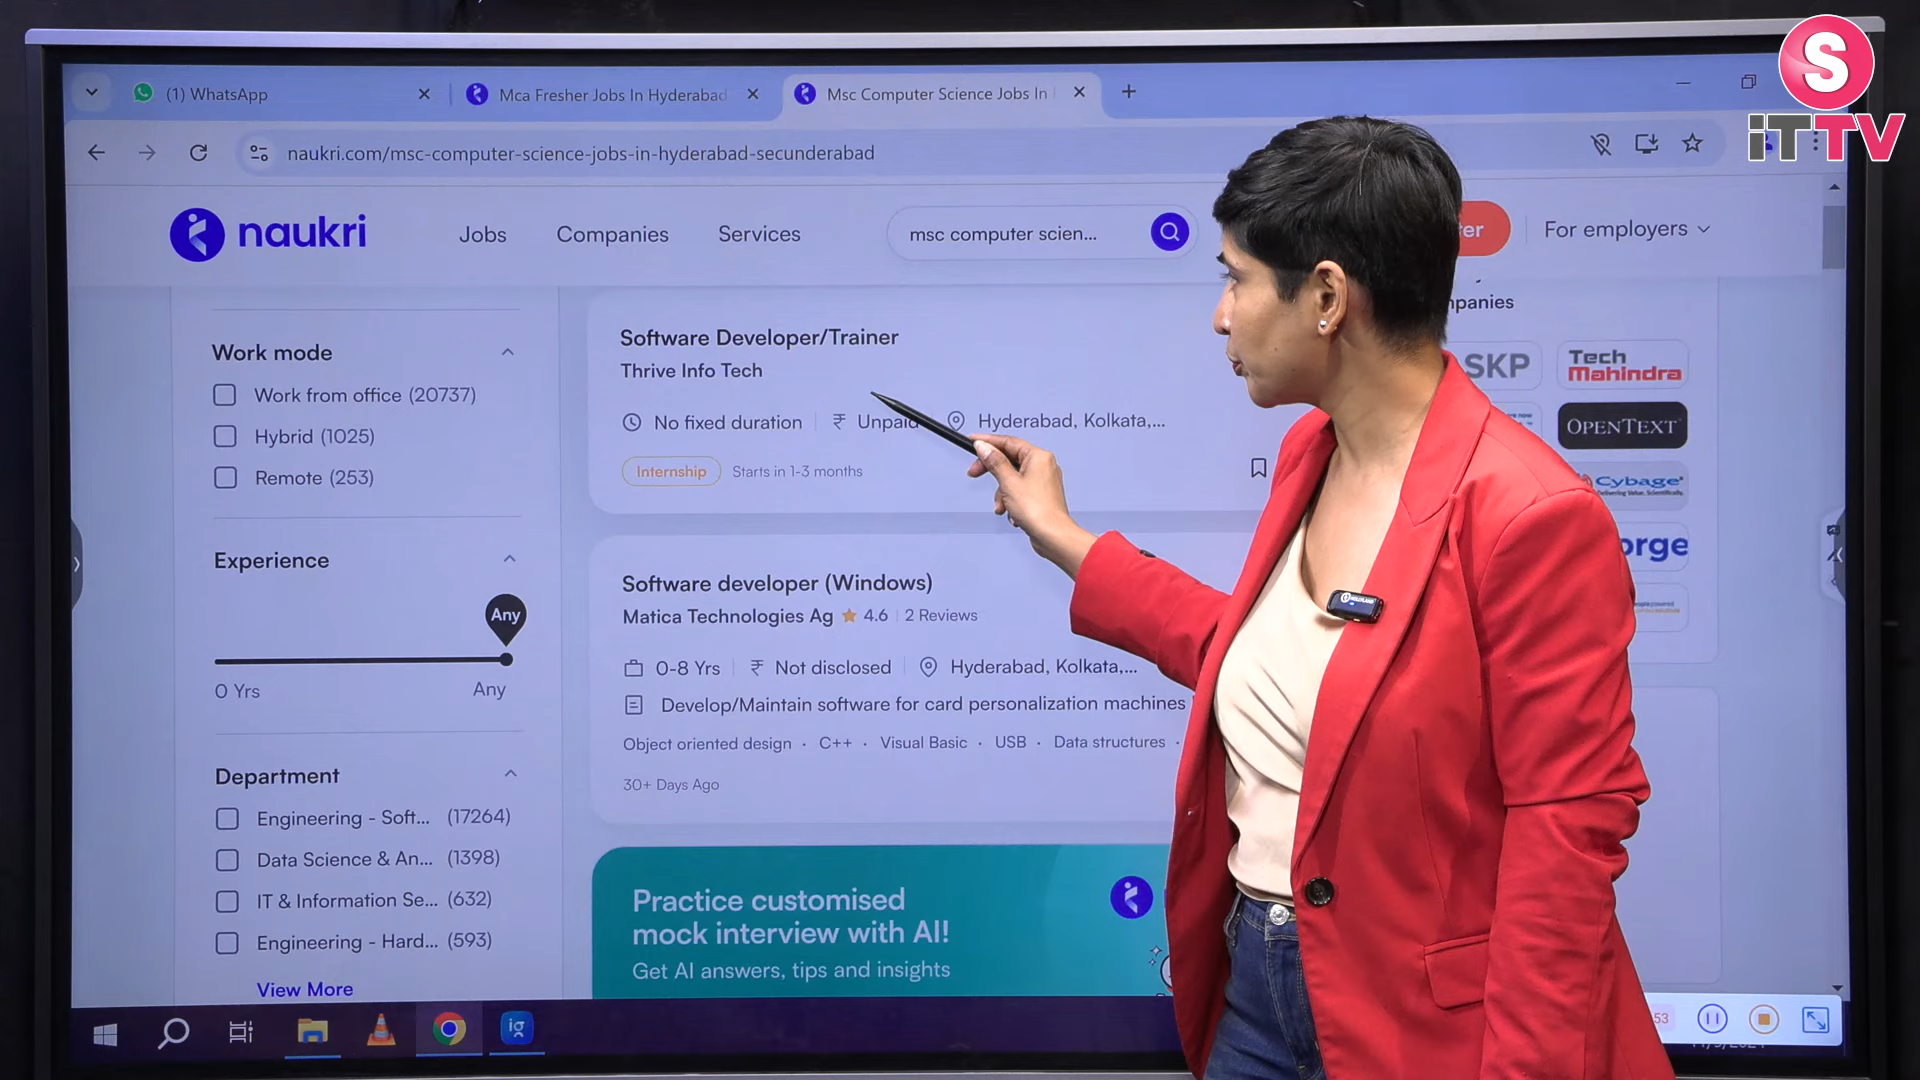 S
iTTV
(1) WhatsApp
Mca Fresher Jobs In Hyderabad
Msc Computer Science Jobs In
naukri.com/msc-computer-science-jobs-in-hyderabad-secunderabad
naukri
Jobs
Companies
Services
msc computer scien...
For employers
Work mode
Work from office (20737)
Hybrid (1025)
Remote (253)
Experience
Any
0 Yrs
Any
Department
Engineering - Soft... (17264)
Data Science & An... (1398)
IT & Information Se... (632)
Engineering - Hard... (593)
View More
Software Developer/Trainer
Thrive Info Tech
No fixed duration
₹ Unpaid
Hyderabad, Kolkata,...
Internship
Starts in 1-3 months
Software developer (Windows)
Matica Technologies Ag 4.6 | 2 Reviews
0-8 Yrs
₹ Not disclosed
Hyderabad, Kolkata,...
Develop/Maintain software for card personalization machines
Object oriented design · C++ · Visual Basic · USB · Data structures ·
30+ Days Ago
Practice customised
mock interview with AI!
Get AI answers, tips and insights
SKP
Tech
Mahindra
OPENTEXT
Cybage
Delivering Value. Scientifically.
ig
53